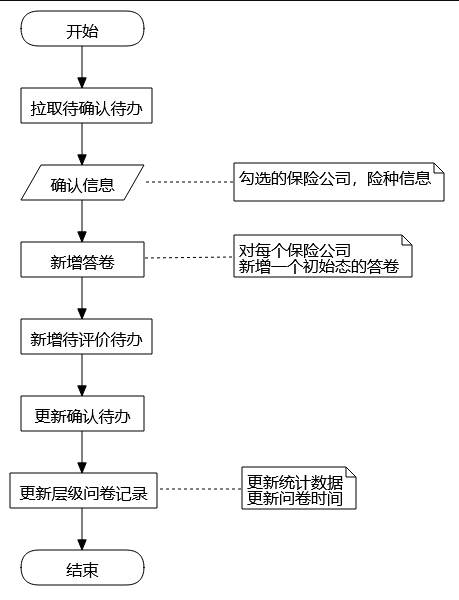 开始
拉取待确认待办
确认信息
勾选的保险公司，险种信息
新增答卷
对每个保险公司
新增一个初始态的答卷
新增待评价待办
更新确认待办
更新层级问卷记录
更新统计数据
更新问卷时间
结束